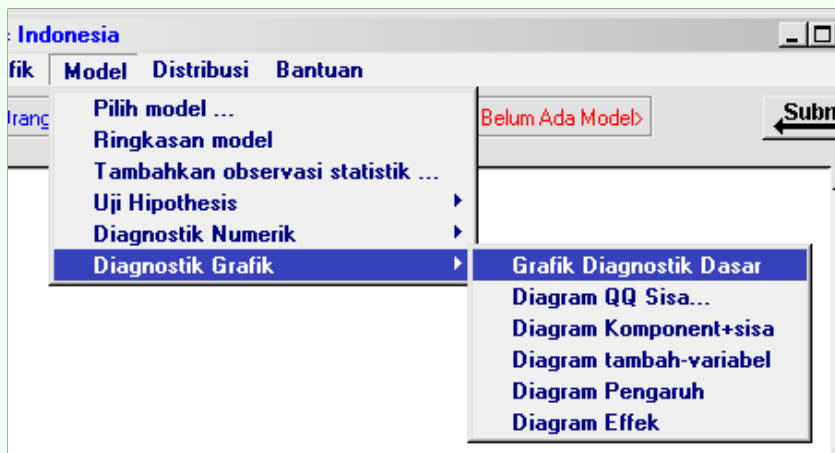 : Indonesia
fik Model Distribusi Bantuan
Belum Ada Model>
Subm
Pilih model ...
Ringkasan model
Tambahkan observasi statistik ...
Uji Hipothesis
Diagnostik Numerik
Diagnostik Grafik
Grafik Diagnostik Dasar
Diagram QQ Sisa...
Diagram Komponent+sisa
Diagram tambah-variabel
Diagram Pengaruh
Diagram Effek